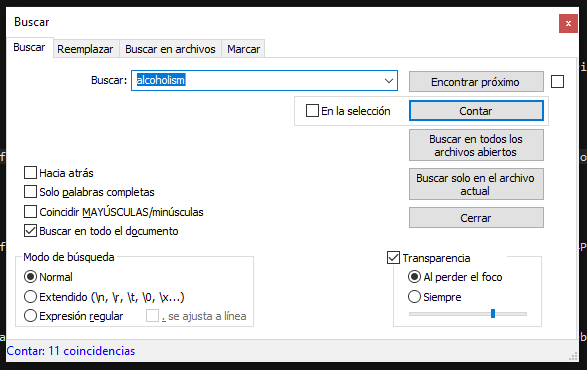 Buscar
Buscar Reemplazar Buscar en archivos Marcar
Buscar: alcoholism Encontrar próximo
En la selección Contar
Buscar en todos los archivos abiertos
Hacia atrás
Solo palabras completas
Buscar solo en el archivo actual
Coincidir MAYÚSCULAS/minúsculas
Cerrar
Buscar en todo el documento
Modo de búsqueda
Normal
Extendido (\n, \r, \t, \0, \x...)
Expresión regular . se ajusta a línea
Transparencia
Al perder el foco
Siempre
Contar: 11 coincidencias